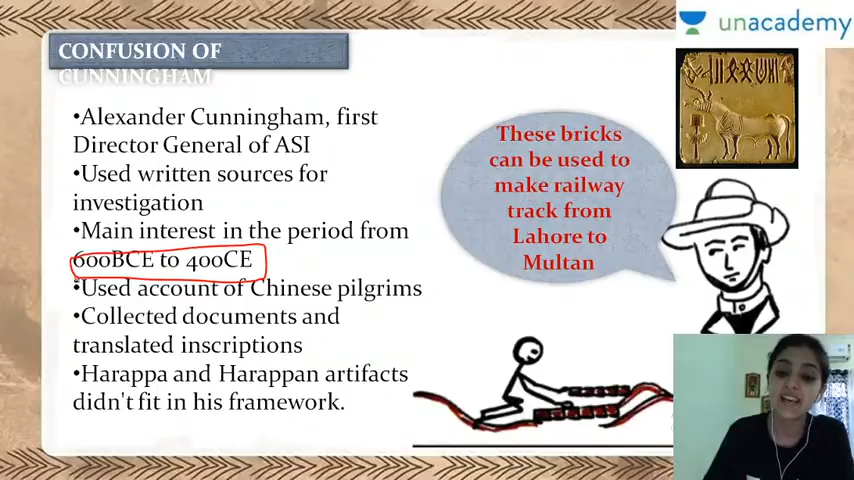 unacademy
CONFUSION OF
CUNNINGHAM
•Alexander Cunningham, first
Director General of ASI
•Used written sources for
investigation
•Main interest in the period from
600BCE to 400CE
•Used account of Chinese pilgrims
•Collected documents and
translated inscriptions
•Harappa and Harappan artifacts
didn't fit in his framework.
These bricks
can be used to
make railway
track from
Lahore to
Multan